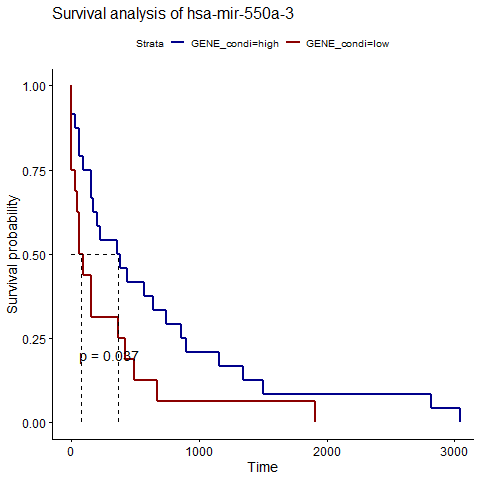 Survival analysis of hsa-mir-550a-3
Strata GENE_condi=high GENE_condi=low
Survival probability
1.00
0.75
0.50
0.25
0.00
p = 0.037
0 1000 2000 3000
Time